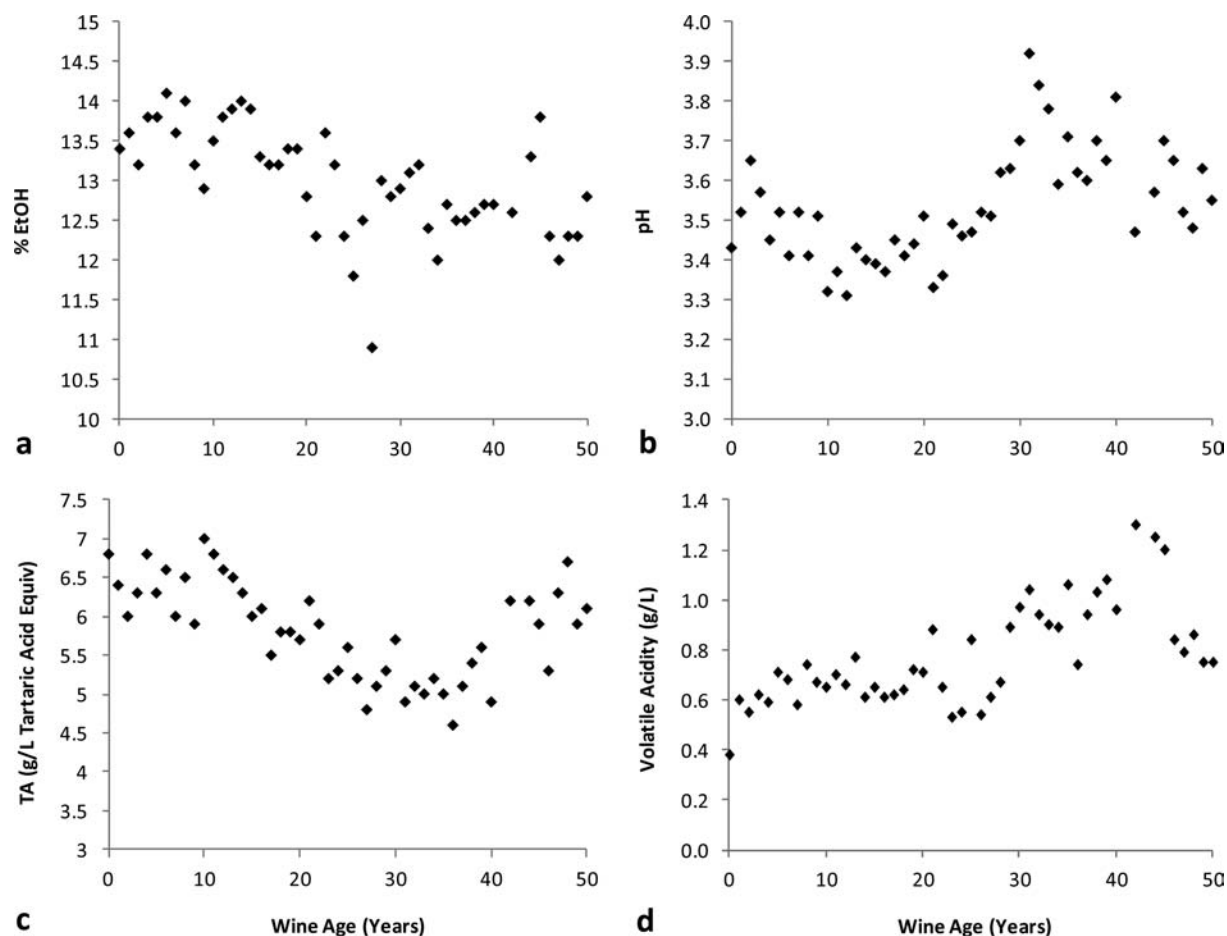 15
14.5
14
13.5
13
12.5
12
11.5
11
10.5
10
% EtOH
0 10 20 30 40 50
a
4.0
3.9
3.8
3.7
3.6
3.5
3.4
3.3
3.2
3.1
3.0
pH
0 10 20 30 40 50
b
7.5
7
6.5
6
5.5
5
4.5
4
3.5
3
TA (g/L Tartaric Acid Equiv)
0 10 20 30 40 50
c
Wine Age (Years)
1.4
1.2
1.0
0.8
0.6
0.4
0.2
0.0
Volatile Acidity (g/L)
0 10 20 30 40 50
d
Wine Age (Years)